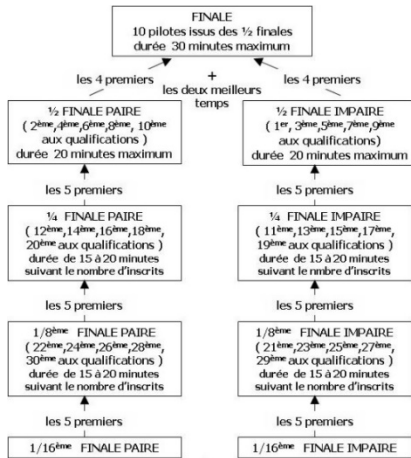 FINALE
10 pilotes issus des ½ finales
durée 30 minutes maximum
les 4 premiers
+
les 4 premiers
les deux meilleurs
temps
½ FINALE PAIRE
( 2ème,4ème,6ème,8ème, 10ème
aux qualifications )
durée 20 minutes maximum
½ FINALE IMPAIRE
( 1er, 3ème,5ème,7ème,9ème
aux qualifications)
durée 20 minutes maximum
les 5 premiers
les 5 premiers
¼ FINALE PAIRE
( 12ème,14ème,16ème,18ème,
20ème aux qualifications )
durée de 15 à 20 minutes
suivant le nombre d'inscrits
¼ FINALE IMPAIRE
( 11ème,13ème,15ème,17ème,
19ème aux qualifications )
durée de 15 à 20 minutes
suivant le nmbre d'inscrits
les 5 premiers
les 5 premiers
1/8ème FINALE PAIRE
(22ème,24ème,26ème,28ème,
30ème aux qualifications )
durée de 15 à 20 minutes
suivant le nombre d'inscrits
1/8ème FINALE IMPAIRE
(21ème,23ème,25ème,27ème,
29ème aux qualifications )
durée de 15 à 20 minutes
suivant le nombre d'inscrits
les 5 premiers
les 5 premiers
1/16ème FINALE PAIRE
1/16ème FINALE IMPAIRE